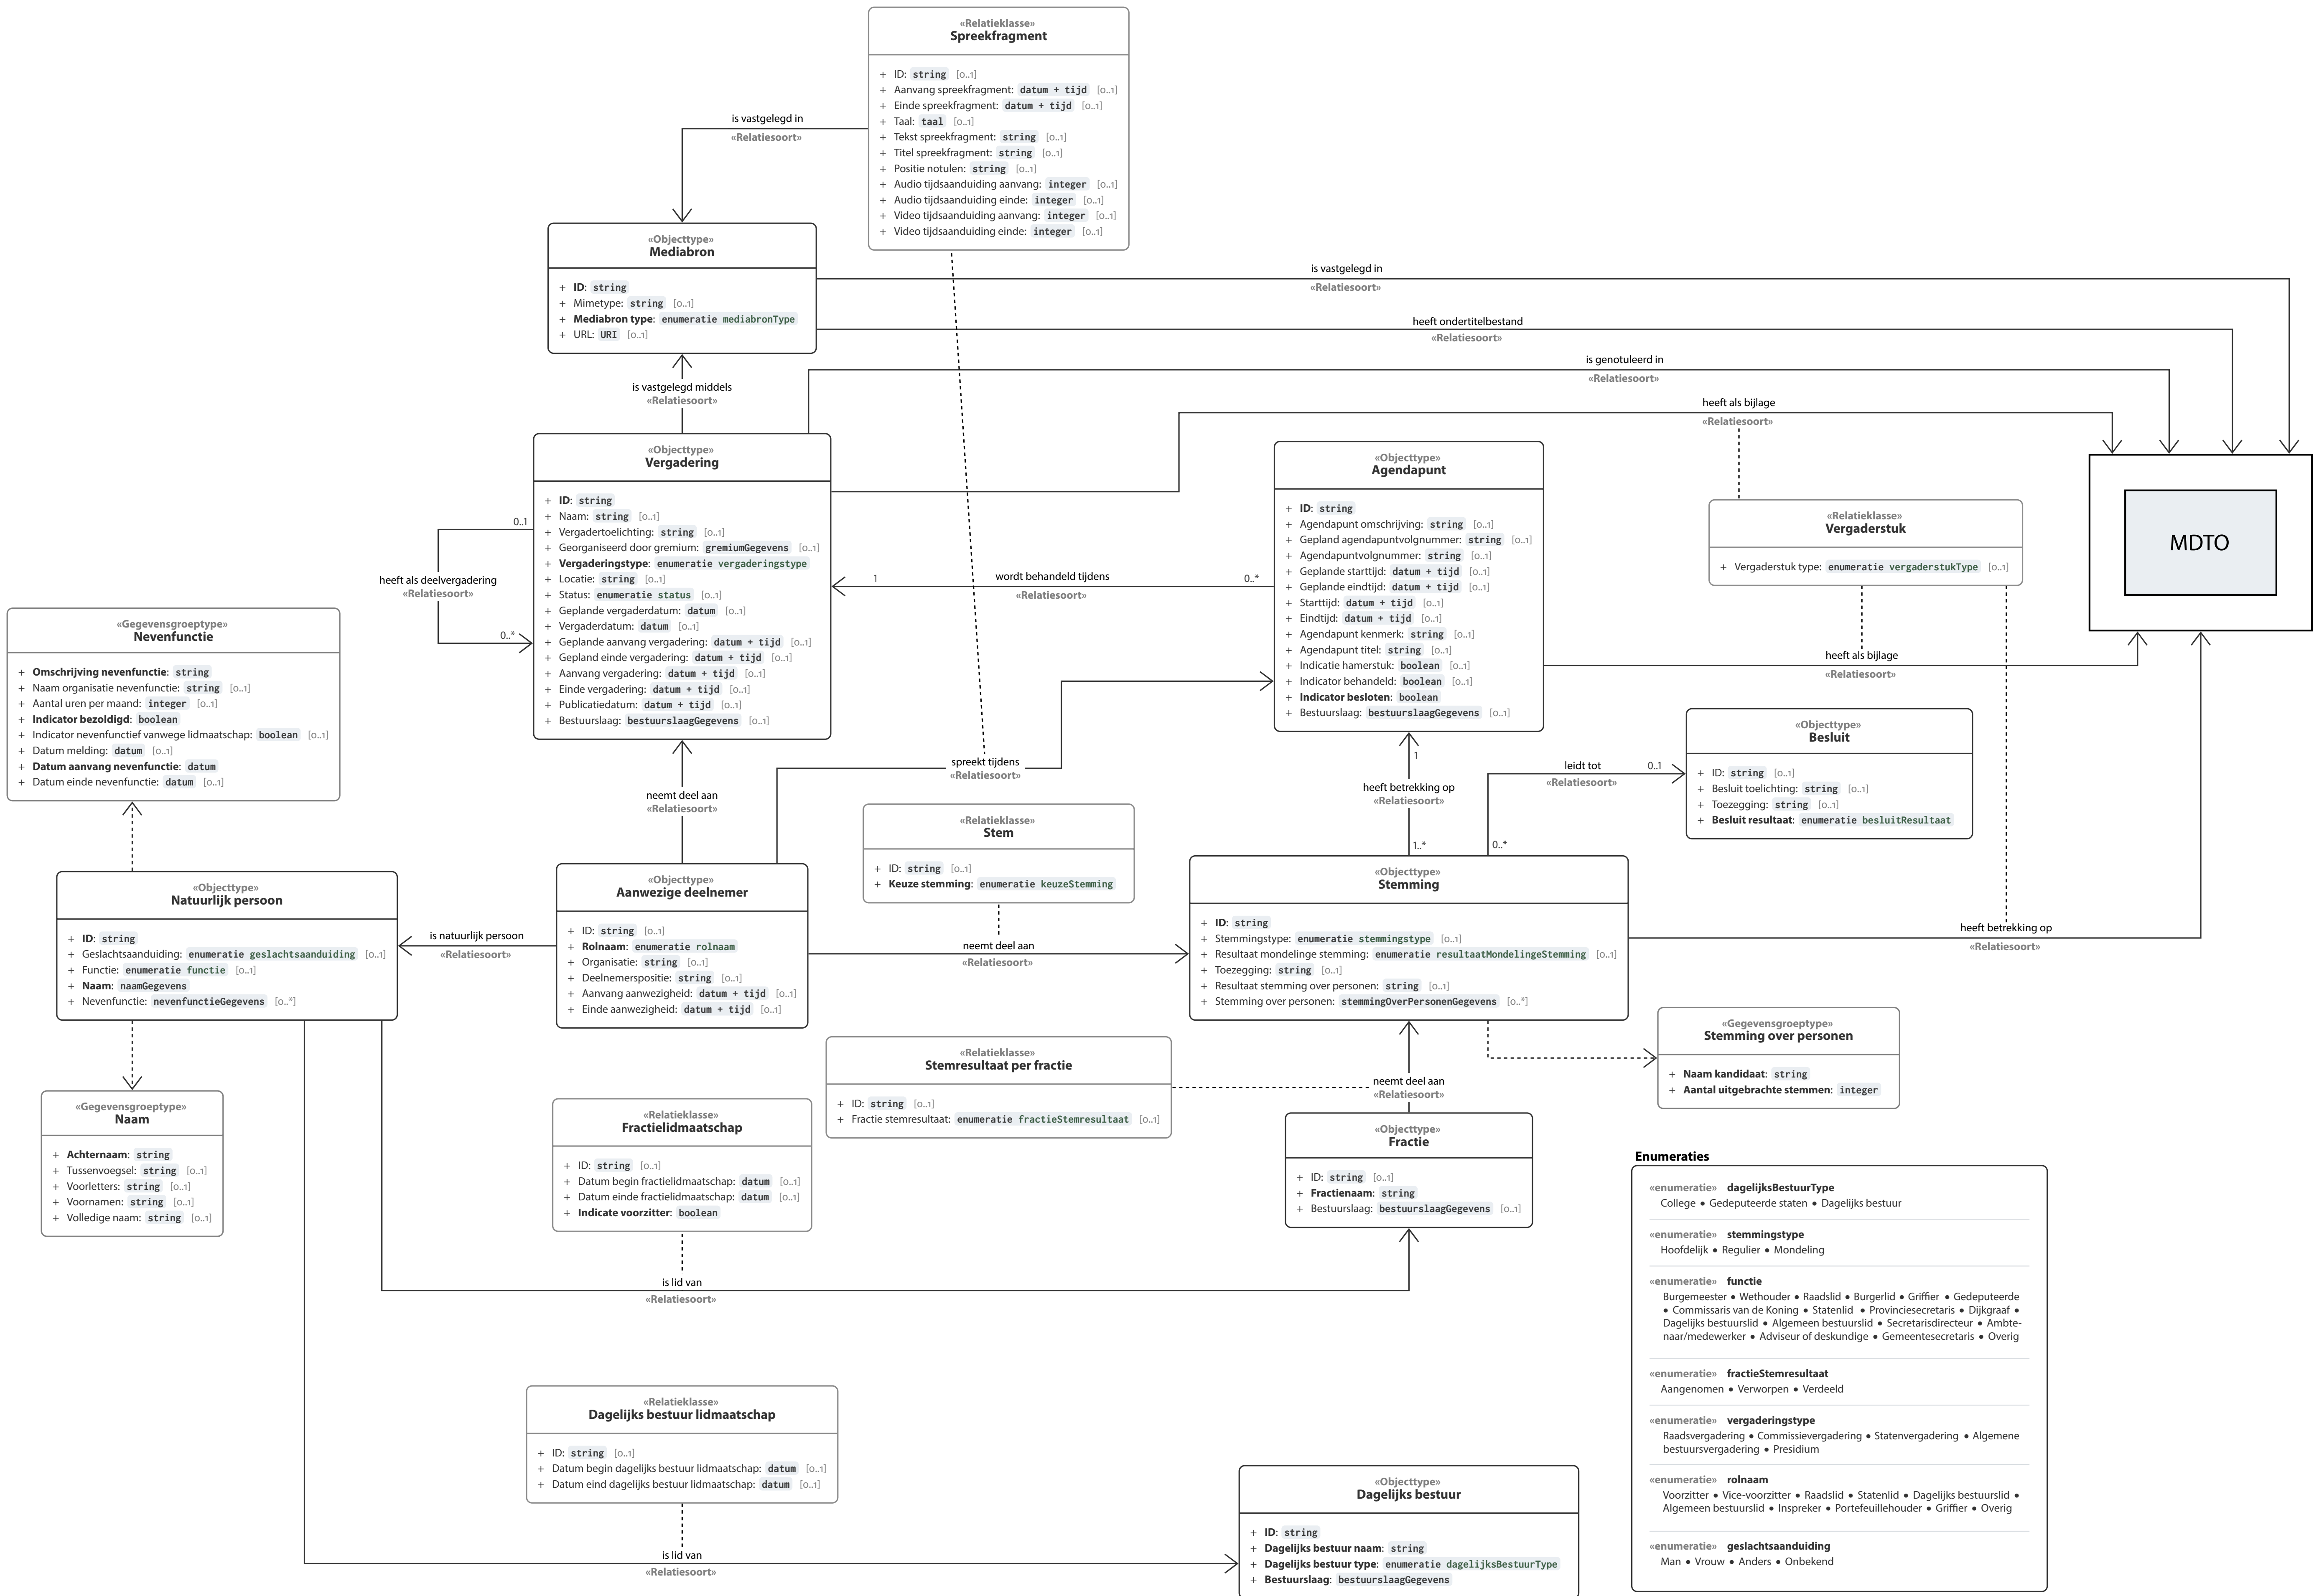 «Relatieklasse»
Spreekfragment
+ ID: string [0..1]
+ Aanvang spreekfragment: datum + tijd [0..1]
+ Einde spreekfragment: datum + tijd [0..1]
+ Taal: taal [0..1]
+ Tekst spreekfragment: string [0..1]
+ Titel spreekfragment: string [0..1]
+ Positie notulen: string [0..1]
+ Audio tijdsaanduiding aanvang: integer [0..1]
+ Audio tijdsaanduiding einde: integer [0..1]
+ Video tijdsaanduiding aanvang: integer [0..1]
+ Video tijdsaanduiding einde: integer [0..1]
is vastgelegd in
«Relatiesoort»
«Objecttype»
Mediabron
+ ID: string
+ Mimetype: string [0..1]
+ Mediabron type: enumeratie mediabronType
+ URL: URI [0..1]
is vastgelegd in
«Relatiesoort»
heeft ondertitelbestand
«Relatiesoort»
is genotuleerd in
«Relatiesoort»
heeft als bijlage
«Relatiesoort»
is vastgelegd middels
«Relatiesoort»
«Objecttype»
Vergadering
+ ID: string
+ Naam: string [0..1]
+ Vergadertoelichting: string [0..1]
+ Georganiseerd door gremium: gremiumGegevens [0..1]
+ Vergaderingstype: enumeratie vergaderingstype
+ Locatie: string [0..1]
+ Status: enumeratie status [0..1]
+ Geplande vergaderdatum: datum [0..1]
+ Vergaderdatum: datum [0..1]
+ Geplande aanvang vergadering: datum + tijd [0..1]
+ Gepland einde vergadering: datum + tijd [0..1]
+ Aanvang vergadering: datum + tijd [0..1]
+ Einde vergadering: datum + tijd [0..1]
+ Publicatiedatum: datum + tijd [0..1]
+ Bestuurslaag: bestuurslaagGegevens [0..1]
0..1
heeft als deelvergadering
«Relatiesoort»
0..*
«Objecttype»
Agendapunt
+ ID: string
+ Agendapunt omschrijving: string [0..1]
+ Gepland agendapuntvolgnummer: string [0..1]
+ Agendapuntvolgnummer: string [0..1]
+ Geplande starttijd: datum + tijd [0..1]
+ Geplande eindtijd: datum + tijd [0..1]
+ Starttijd: datum + tijd [0..1]
+ Eindtijd: datum + tijd [0..1]
+ Agendapunt kenmerk: string [0..1]
+ Agendapunt titel: string [0..1]
+ Indicatie hamerstuk: boolean [0..1]
+ Indicator behandeld: boolean [0..1]
+ Indicator besloten: boolean
+ Bestuurslaag: bestuurslaagGegevens [0..1]
1
wordt behandeld tijdens
0..*
«Relatiesoort»
«Relatieklasse»
Vergaderstuk
+ Vergaderstuk type: enumeratie vergaderstukType [0..1]
MDTO
heeft als bijlage
«Relatiesoort»
«Gegevensgroeptype»
Nevenfunctie
+ Omschrijving nevenfunctie: string
+ Naam organisatie nevenfunctie: string [0..1]
+ Aantal uren per maand: integer [0..1]
+ Indicator bezoldigd: boolean
+ Indicator nevenfunctief vanwege lidmaatschap: boolean [0..1]
+ Datum melding: datum [0..1]
+ Datum aanvang nevenfunctie: datum
+ Datum einde nevenfunctie: datum [0..1]
neemt deel aan
«Relatiesoort»
spreekt tijdens
«Relatiesoort»
1
heeft betrekking op
«Relatiesoort»
1..*
leidt tot
0..1
«Relatiesoort»
0..*
«Objecttype»
Besluit
+ ID: string [0..1]
+ Besluit toelichting: string [0..1]
+ Toezegging: string [0..1]
+ Besluit resultaat: enumeratie besluitResultaat
«Relatieklasse»
Stem
+ ID: string [0..1]
+ Keuze stemming: enumeratie keuzeStemming
«Objecttype»
Natuurlijk persoon
+ ID: string
+ Geslachtsaanduiding: enumeratie geslachtsaanduiding [0..1]
+ Functie: enumeratie functie [0..1]
+ Naam: naamGegevens
+ Nevenfunctie: nevenfunctieGegevens [0..*]
is natuurlijk persoon
«Relatiesoort»
«Objecttype»
Aanwezige deelnemer
+ ID: string [0..1]
+ Rolnaam: enumeratie rolnaam
+ Organisatie: string [0..1]
+ Deelnemerspositie: string [0..1]
+ Aanvang aanwezigheid: datum + tijd [0..1]
+ Einde aanwezigheid: datum + tijd [0..1]
neemt deel aan
«Relatiesoort»
«Objecttype»
Stemming
+ ID: string
+ Stemmingstype: enumeratie stemmingstype [0..1]
+ Resultaat mondelinge stemming: enumeratie resultaatMondelingeStemming [0..1]
+ Toezegging: string [0..1]
+ Resultaat stemming over personen: string [0..1]
+ Stemming over personen: stemmingOverPersonenGegevens [0..*]
heeft betrekking op
«Relatiesoort»
«Gegevensgroeptype»
Stemming over personen
+ Naam kandidaat: string
+ Aantal uitgebrachte stemmen: integer
«Relatieklasse»
Stemresultaat per fractie
+ ID: string [0..1]
+ Fractie stemresultaat: enumeratie fractieStemresultaat [0..1]
neemt deel aan
«Relatiesoort»
«Gegevensgroeptype»
Naam
+ Achternaam: string
+ Tussenvoegsel: string [0..1]
+ Voorletters: string [0..1]
+ Voornamen: string [0..1]
+ Volledige naam: string [0..1]
«Relatieklasse»
Fractielidmaatschap
+ ID: string [0..1]
+ Datum begin fractielidmaatschap: datum [0..1]
+ Datum einde fractielidmaatschap: datum [0..1]
+ Indicate voorzitter: boolean
«Objecttype»
Fractie
+ ID: string [0..1]
+ Fractienaam: string
+ Bestuurslaag: bestuurslaagGegevens [0..1]
is lid van
«Relatiesoort»
«Relatieklasse»
Dagelijks bestuur lidmaatschap
+ ID: string [0..1]
+ Datum begin dagelijks bestuur lidmaatschap: datum [0..1]
+ Datum eind dagelijks bestuur lidmaatschap: datum [0..1]
is lid van
«Relatiesoort»
«Objecttype»
Dagelijks bestuur
+ ID: string
+ Dagelijks bestuur naam: string
+ Dagelijks bestuur type: enumeratie dagelijksBestuurType
+ Bestuurslaag: bestuurslaagGegevens
Enumeraties
«enumeratie» dagelijksBestuurType
College • Gedeputeerde staten • Dagelijks bestuur
«enumeratie» stemmingstype
Hoofdelijk • Regulier • Mondeling
«enumeratie» functie
Burgemeester • Wethouder • Raadslid • Burgerlid • Griffier • Gedeputeerde
• Commissaris van de Koning • Statenlid • Provinciesecretaris • Dijkgraaf •
Dagelijks bestuurslid • Algemeen bestuurslid • Secretarisdirecteur • Ambte-
naar/medewerker • Adviseur of deskundige • Gemeentesecretaris • Overig
«enumeratie» fractieStemresultaat
Aangenomen • Verworpen • Verdeeld
«enumeratie» vergaderingstype
Raadsvergadering • Commissievergadering • Statenvergadering • Algemene
bestuursvergadering • Presidium
«enumeratie» rolnaam
Voorzitter • Vice-voorzitter • Raadslid • Statenlid • Dagelijks bestuurslid •
Algemeen bestuurslid • Inspreker • Portefeuillehouder • Griffier • Overig
«enumeratie» geslachtsaanduiding
Man • Vrouw • Anders • Onbekend